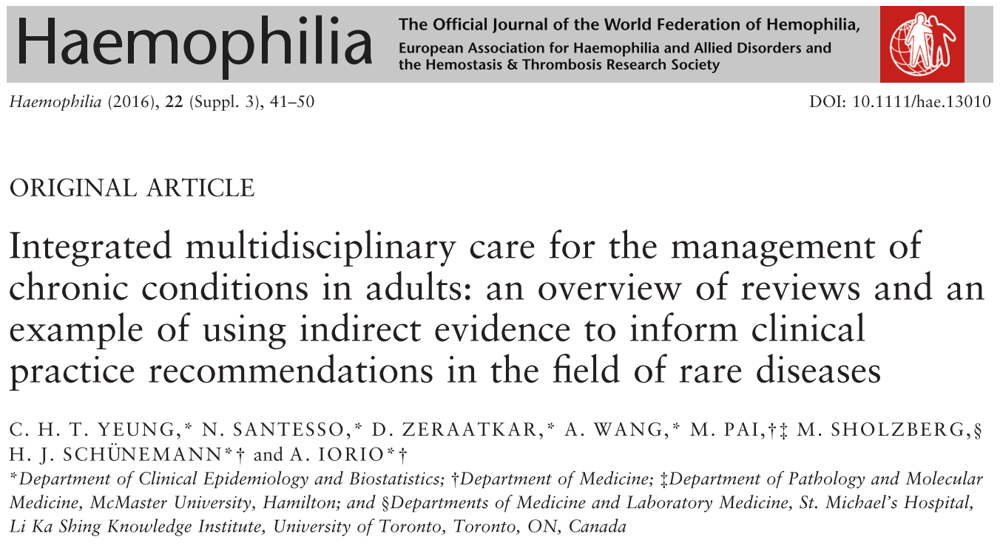 Haemophilia
The Official Journal of the World Federation of Hemophilia,
European Association for Haemophilia and Allied Disorders and
the Hemostasis & Thrombosis Research Society
Haemophilia (2016), 22 (Suppl. 3), 41–50
DOI: 10.1111/hae.13010
ORIGINAL ARTICLE
Integrated multidisciplinary care for the management of
chronic conditions in adults: an overview of reviews and an
example of using indirect evidence to inform clinical
practice recommendations in the field of rare diseases
C. H. T. YEUNG,* N. SANTESSO,* D. ZERAATKAR,* A. WANG,* M. PAI,†‡ M. SHOLZBERG,§
H. J. SCHÜNEMANN*† and A. IORIO*†
*Department of Clinical Epidemiology and Biostatistics; †Department of Medicine; ‡Department of Pathology and Molecular
Medicine, McMaster University, Hamilton; and §Departments of Medicine and Laboratory Medicine, St. Michael's Hospital,
Li Ka Shing Knowledge Institute, University of Toronto, Toronto, ON, Canada